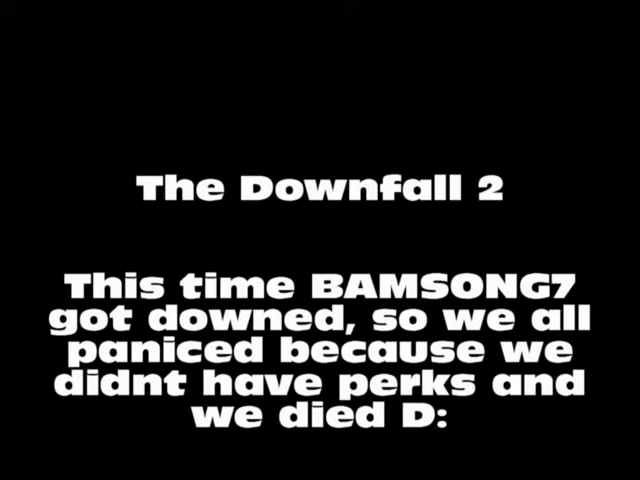 The Downfall 2
This time BAMSONG7
got downed, so we all
paniced because we
didnt have perks and
we died D: